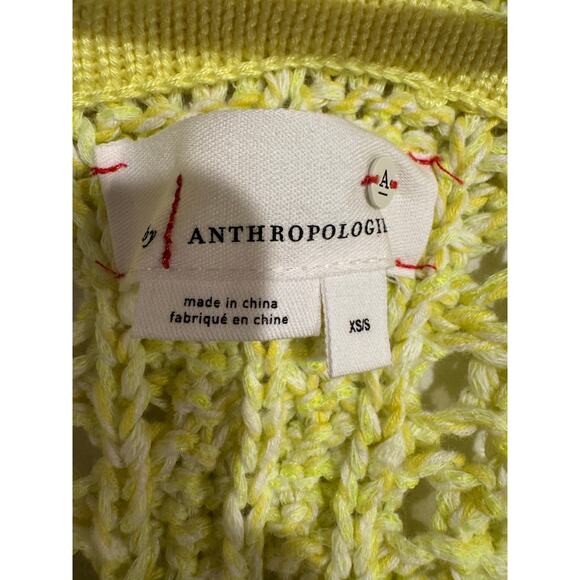 A
by ANTHROPOLOGIE
made in china
fabriqué en chine
XS/S